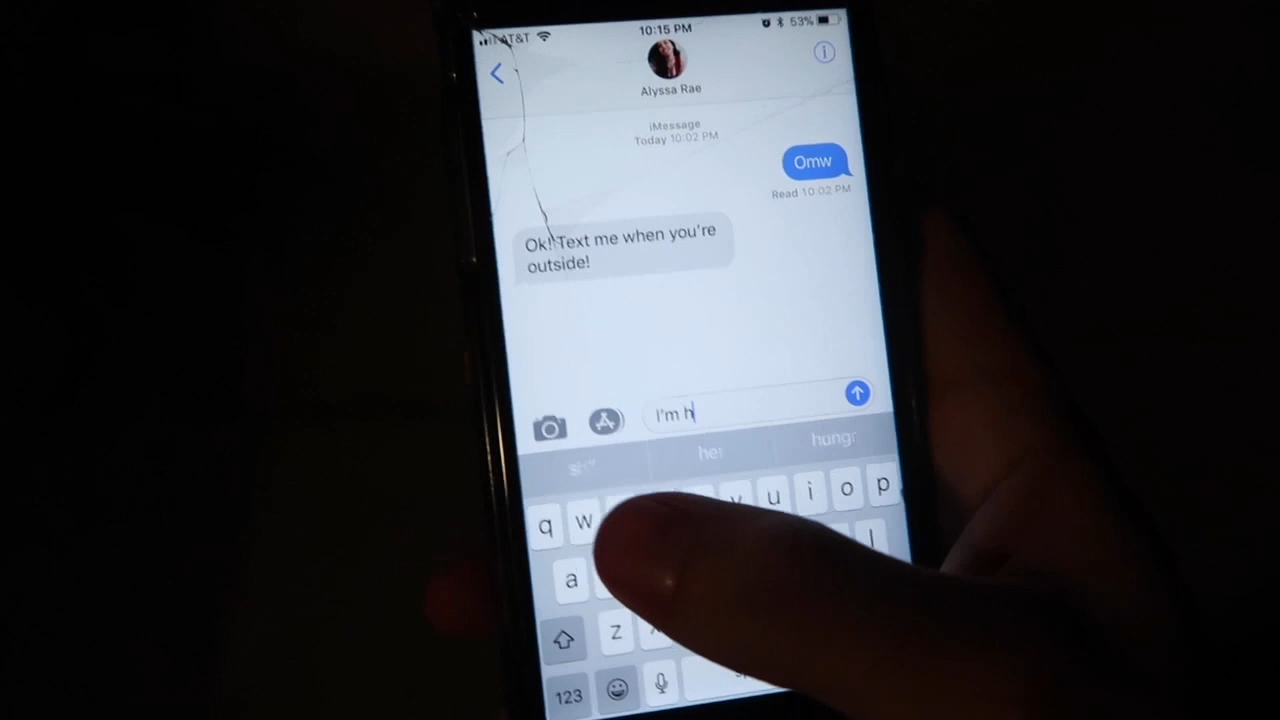 AT&T 10:15 PM 53%
Alyssa Rae
iMessage
Today 10:02 PM
Omw
Read 10:02 PM
Ok! Text me when you're
outside!
I'm h
hungr
q w y u i o p
a l
z
123